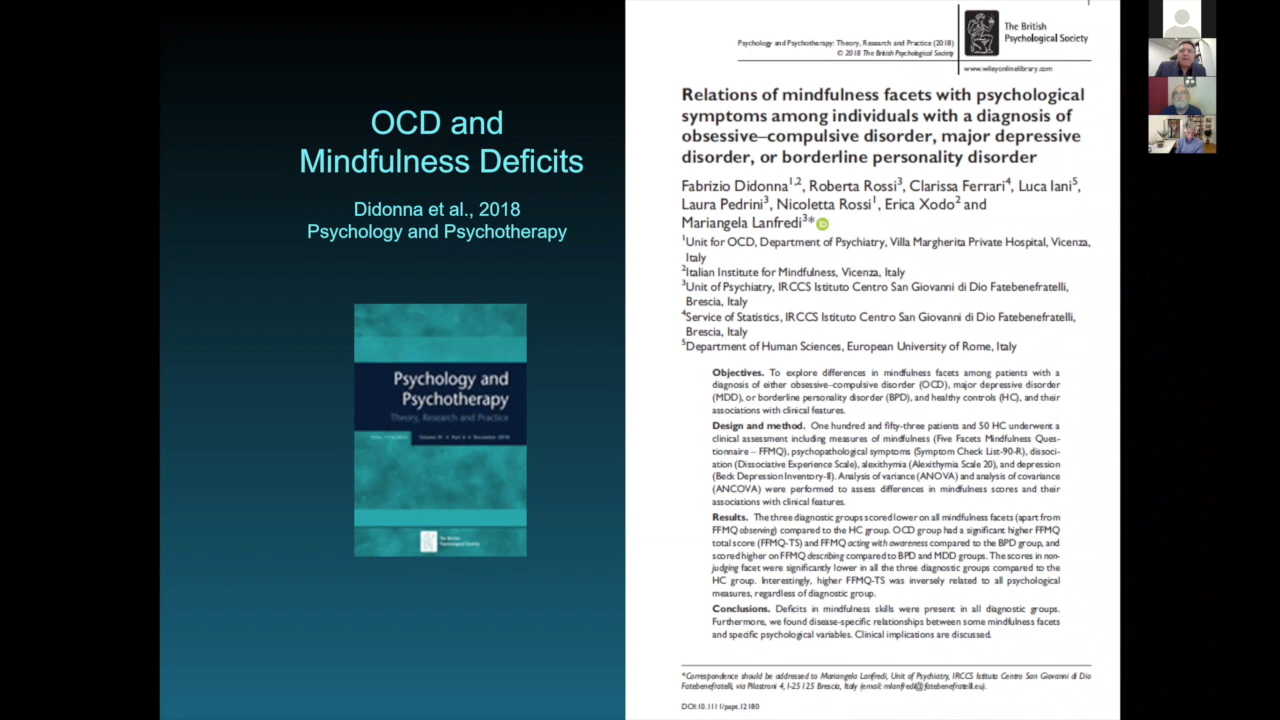 OCD and
Mindfulness Deficits
Didonna et al., 2018
Psychology and Psychotherapy
Psychology and
Psychotherapy
Theory, Research and Practice
The British
Psychological Society
Psychology and Psychotherapy: Theory, Research and Practice (2018)
© 2018 The British Psychological Society
The British
Psychological Society
www.wileyonlinelibrary.com
Relations of mindfulness facets with psychological
symptoms among individuals with a diagnosis of
obsessive–compulsive disorder, major depressive
disorder, or borderline personality disorder
Fabrizio Didonna1,2, Roberta Rossi3, Clarissa Ferrari4, Luca Iani5,
Laura Pedrini3, Nicoletta Rossi1, Erica Xodo2 and
Mariangela Lanfredi3* iD
1Unit for OCD, Department of Psychiatry, Villa Margherita Private Hospital, Vicenza,
Italy
2Italian Institute for Mindfulness, Vicenza, Italy
3Unit of Psychiatry, IRCCS Istituto Centro San Giovanni di Dio Fatebenefratelli,
Brescia, Italy
4Service of Statistics, IRCCS Istituto Centro San Giovanni di Dio Fatebenefratelli,
Brescia, Italy
5Department of Human Sciences, European University of Rome, Italy
Objectives. To explore differences in mindfulness facets among patients with a
diagnosis of either obsessive–compulsive disorder (OCD), major depressive disorder
(MDD), or borderline personality disorder (BPD), and healthy controls (HC), and their
associations with clinical features.
Design and method. One hundred and fifty-three patients and 50 HC underwent a
clinical assessment including measures of mindfulness (Five Facets Mindfulness Ques-
tionnaire – FFMQ), psychopathological symptoms (Symptom Check List-90-R), dissoci-
ation (Dissociative Experience Scale), alexithymia (Alexithymia Scale 20), and depression
(Beck Depression Inventory-II). Analysis of variance (ANOVA) and analysis of covariance
(ANCOVA) were performed to assess differences in mindfulness scores and their
associations with clinical features.
Results. The three diagnostic groups scored lower on all mindfulness facets (apart from
FFMQ observing) compared to the HC group. OCD group had a significant higher FFMQ
total score (FFMQ-TS) and FFMQ acting with awareness compared to the BPD group, and
scored higher on FFMQ describing compared to BPD and MDD groups. The scores in non-
judging facet were significantly lower in all the three diagnostic groups compared to the
HC group. Interestingly, higher FFMQ-TS was inversely related to all psychological
measures, regardless of diagnostic group.
Conclusions. Deficits in mindfulness skills were present in all diagnostic groups.
Furthermore, we found disease-specific relationships between some mindfulness facets
and specific psychological variables. Clinical implications are discussed.
*Correspondence should be addressed to Mariangela Lanfredi, Unit of Psychiatry, IRCCS Istituto Centro San Giovanni di Dio
Fatebenefratelli, via Pilastroni 4, I-25125 Brescia, Italy (email: mlanfredi@fatebenefratelli.eu).
DOI:10.1111/papt.12180